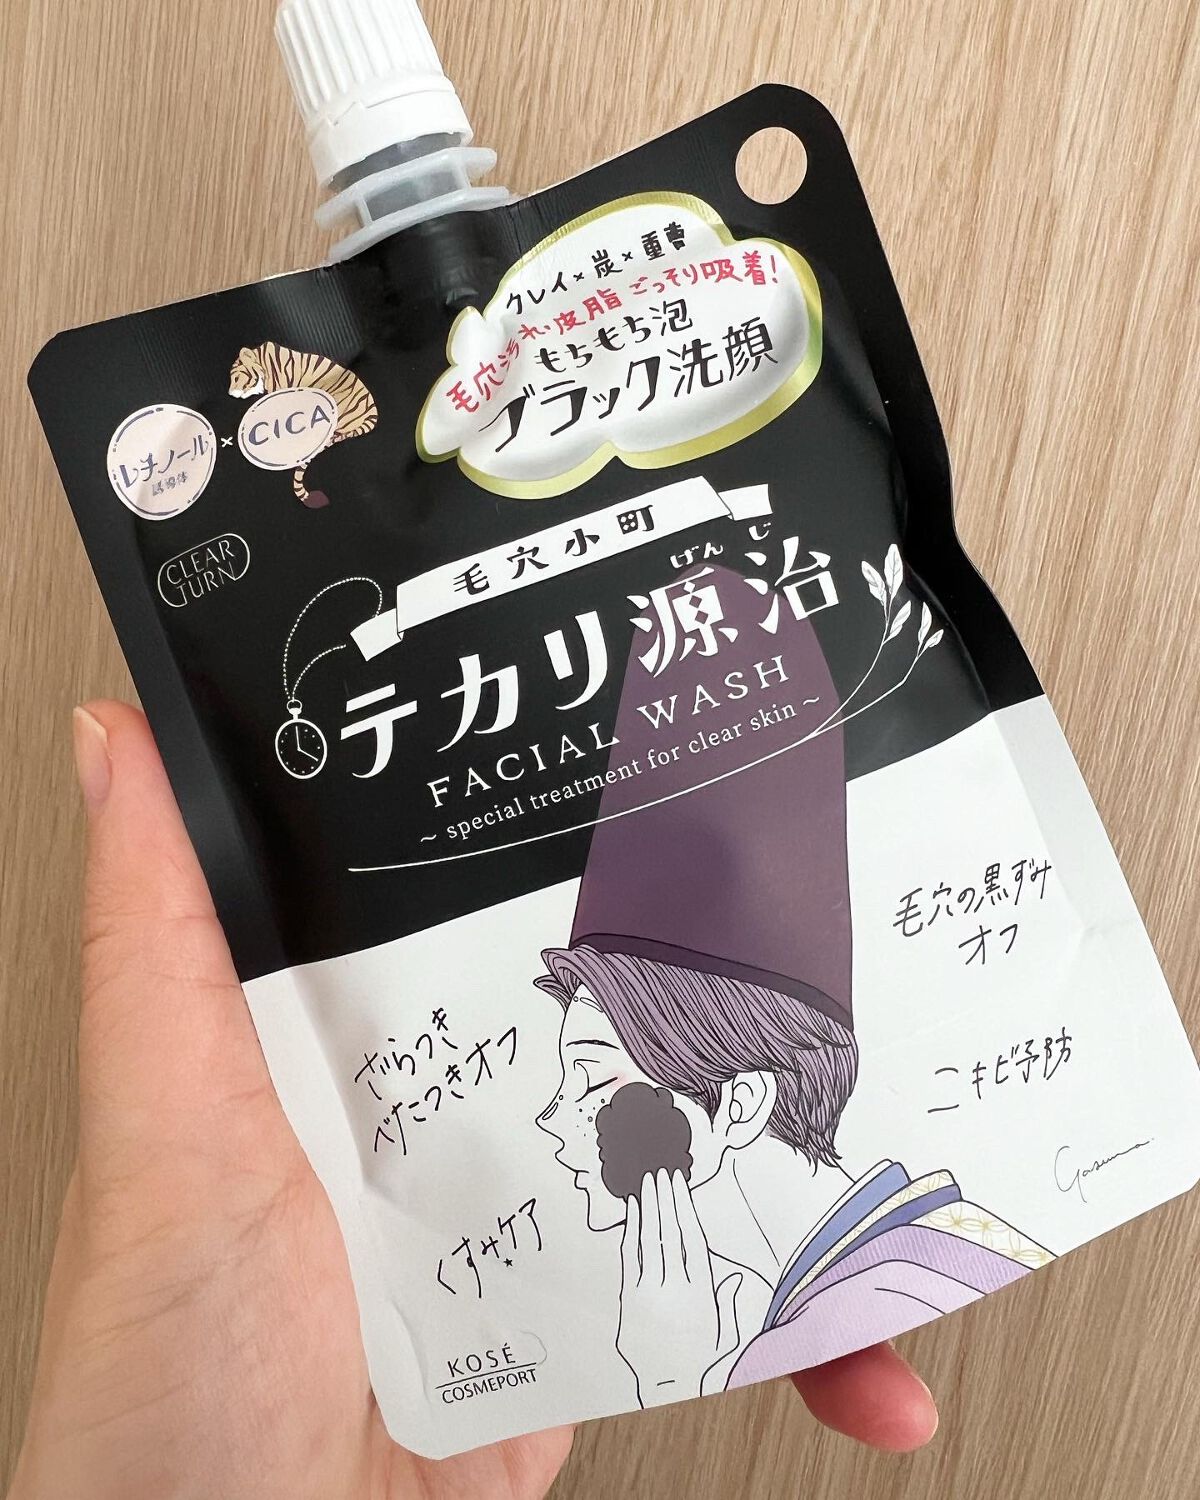 クレイ×炭×重曹
毛穴汚れ・皮脂 ごっそり吸着！
もちもち泡
ブラック洗顔
レチノール
誘導体
×
CICA
CLEAR
TURN
毛穴小町
げんじ
テカリ源治
FACIAL WASH
~ special treatment for clear skin ~
毛穴の黒ずみ
オフ
ざらつき
べたつきオフ
ニキビ予防
くすみケア
*
KOSÉ
COSMEPORT